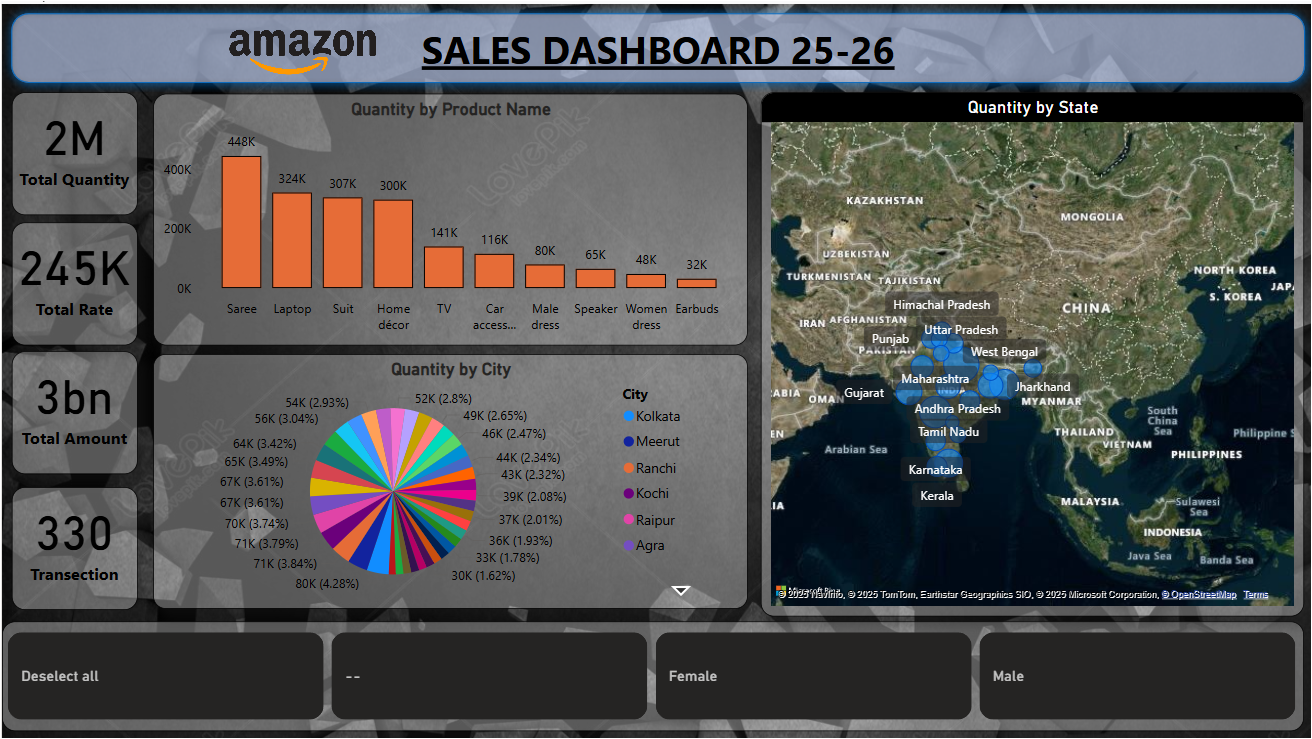 amazon
SALES DASHBOARD 25-26
2M
Total Quantity
245K
Total Rate
3bn
Total Amount
330
Transection
Quantity by Product Name
400K
200K
0K
448K
324K
307K
300K
141K
116K
80K
65K
48K
32K
Saree
Laptop
Suit
Home
décor
TV
Car
access...
Male
dress
Speaker
Women
dress
Earbuds
Lovepik
lovepik.com
Quantity by City
54K (2.93%)
56K (3.04%)
64K (3.42%)
65K (3.49%)
67K (3.61%)
67K (3.61%)
70K (3.74%)
71K (3.79%)
71K (3.84%)
80K (4.28%)
52K (2.8%)
49K (2.65%)
46K (2.47%)
44K (2.34%)
43K (2.32%)
39K (2.08%)
37K (2.01%)
36K (1.93%)
33K (1.78%)
30K (1.62%)
City
Kolkata
Meerut
Ranchi
Kochi
Raipur
Agra
Quantity by State
KAZAKHSTAN
MONGOLIA
UZBEKISTAN
TURKMENISTAN
TAJIKISTAN
NORTH KOREA
S. KOREA
JAPA
CHINA
IRAN
AFGHANISTAN
PAKISTAN
Himachal Pradesh
Uttar Pradesh
Punjab
West Bengal
Maharashtra
INDIA
Gujarat
Jharkhand
Andhra Pradesh
Tamil Nadu
Karnataka
Kerala
ARABIA
OMAN
MYANMAR
THAILAND
VIETNAM
South
China
Sea
Philippine S
PHILIPPINES
Arabian Sea
EN
IA
MALAYSIA
Sulawesi
Sea
INDONESIA
Java Sea
Banda Sea
© 2025 TomTom, Earthstar Geographics SIO, © 2025 Microsoft Corporation, © OpenStreetMap Terms
Deselect all
--
Female
Male